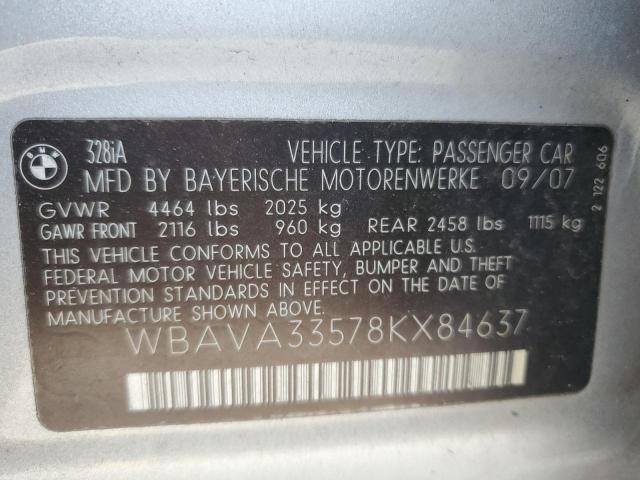 BMW
328iA VEHICLE TYPE: PASSENGER CAR
MFD BY BAYERISCHE MOTORENWERKE 09/07
GVWR 4464 lbs 2025 kg
GAWR FRONT 2116 lbs 960 kg REAR 2458 lbs 1115 kg
THIS VEHICLE CONFORMS TO ALL APPLICABLE U.S.
FEDERAL MOTOR VEHICLE SAFETY, BUMPER AND THEFT
PREVENTION STANDARDS IN EFFECT ON THE DATE OF
MANUFACTURE SHOWN ABOVE.
WBAVA33578KX84637
2 122 606